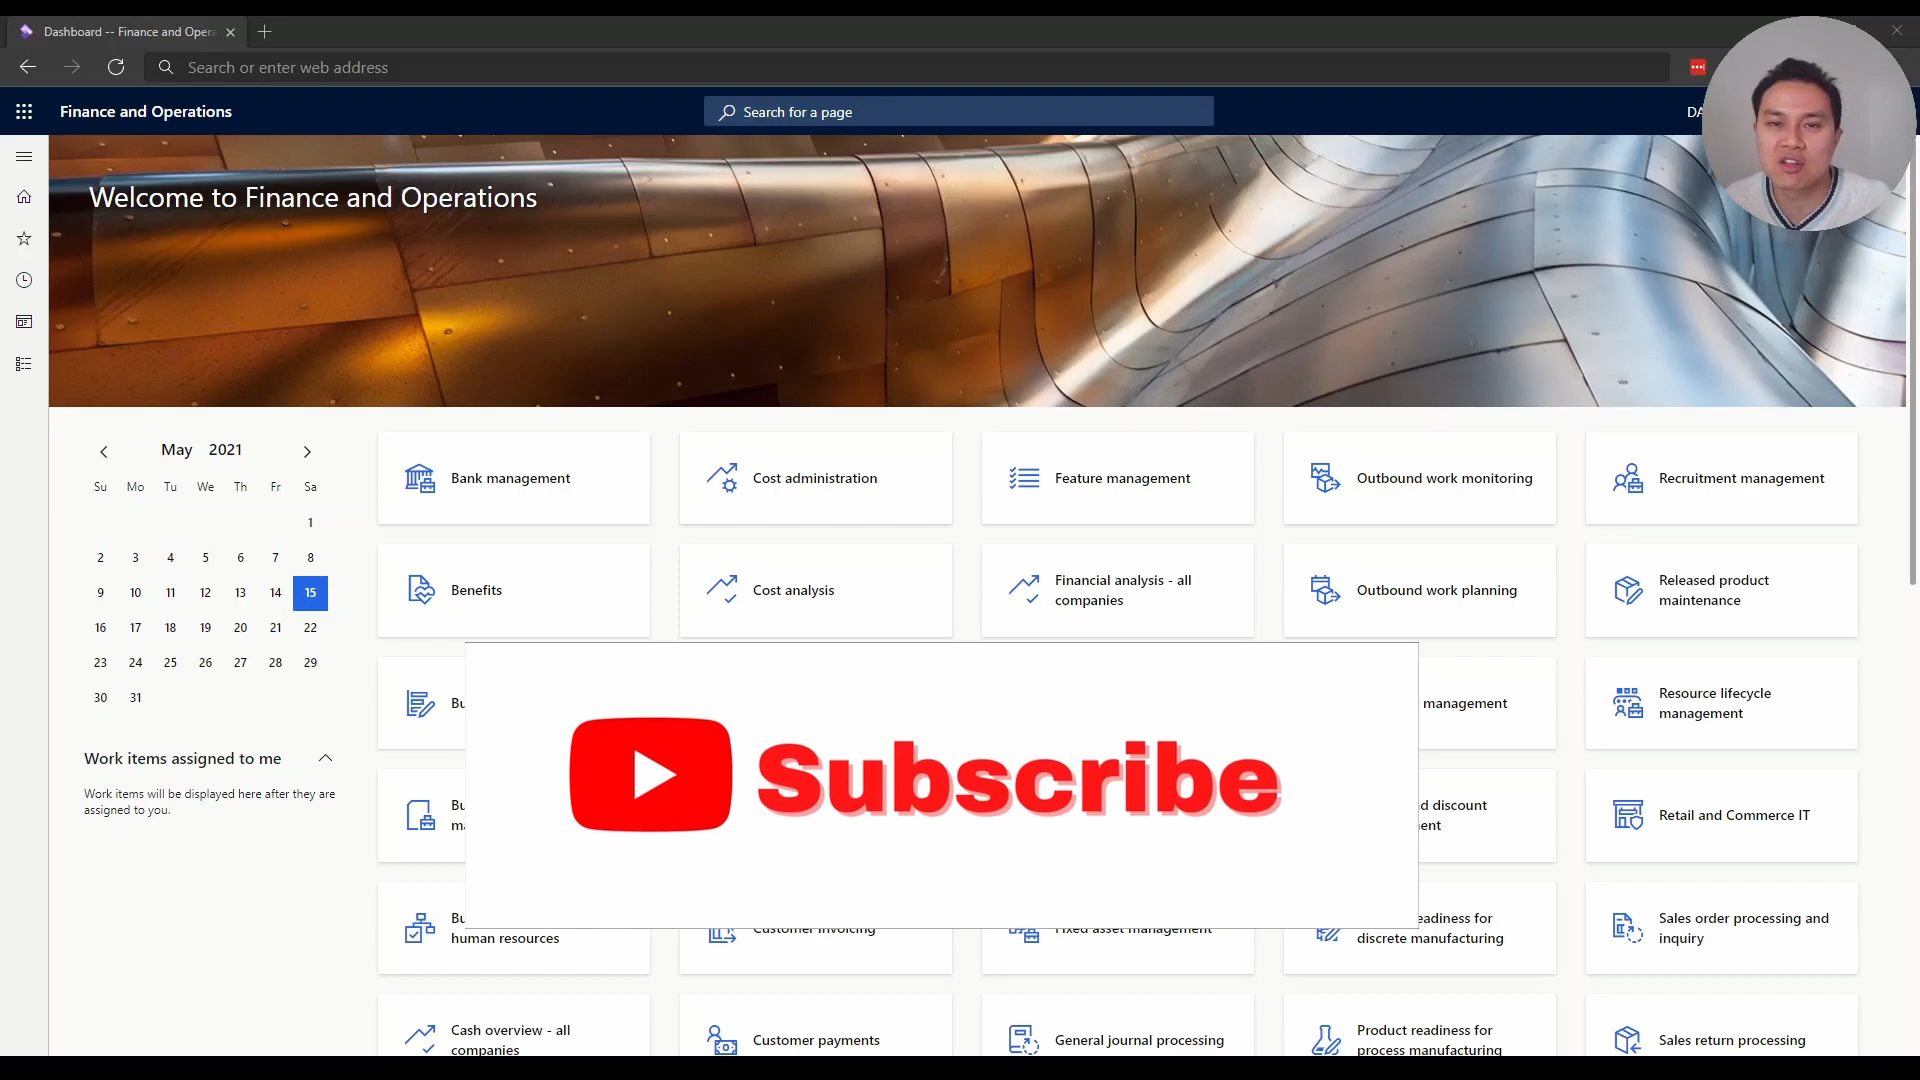 Dashboard -- Finance and Opera
Search or enter web address
Finance and Operations
Search for a page
Welcome to Finance and Operations
May 2021
Su Mo Tu We Th Fr Sa
1
2 3 4 5 6 7 8
9 10 11 12 13 14 15
16 17 18 19 20 21 22
23 24 25 26 27 28 29
30 31
Work items assigned to me
Work items will be displayed here after they are
assigned to you.
Bank management
Cost administration
Feature management
Outbound work monitoring
Recruitment management
Benefits
Cost analysis
Financial analysis - all
companies
Outbound work planning
Released product
maintenance
management
Resource lifecycle
management
Subscribe
discount
Retail and Commerce IT
human resources
Customer invoicing
Fixed asset management
readiness for
discrete manufacturing
Sales order processing and
inquiry
Cash overview - all
companies
Customer payments
General journal processing
Product readiness for
process manufacturing
Sales return processing